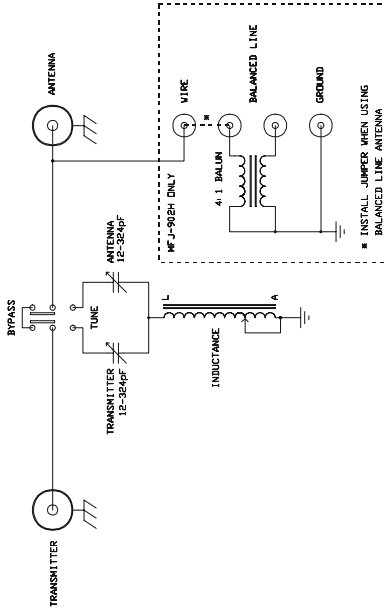 TRANSMITTER
BYPASS
ANTENNA
TUNE
TRANSMITTER
12-324pF
ANTENNA
12-324pF
INDUCTANCE
L
A
MFJ-902H ONLY
WIRE
*
4:1 BALUN
BALANCED LINE
GROUND
* INSTALL JUMPER WHEN USING
BALANCED LINE ANTENNA